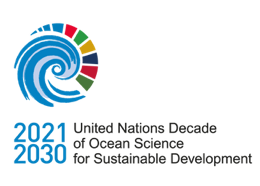 2021 United Nations Decade
of Ocean Science
2030 for Sustainable Development